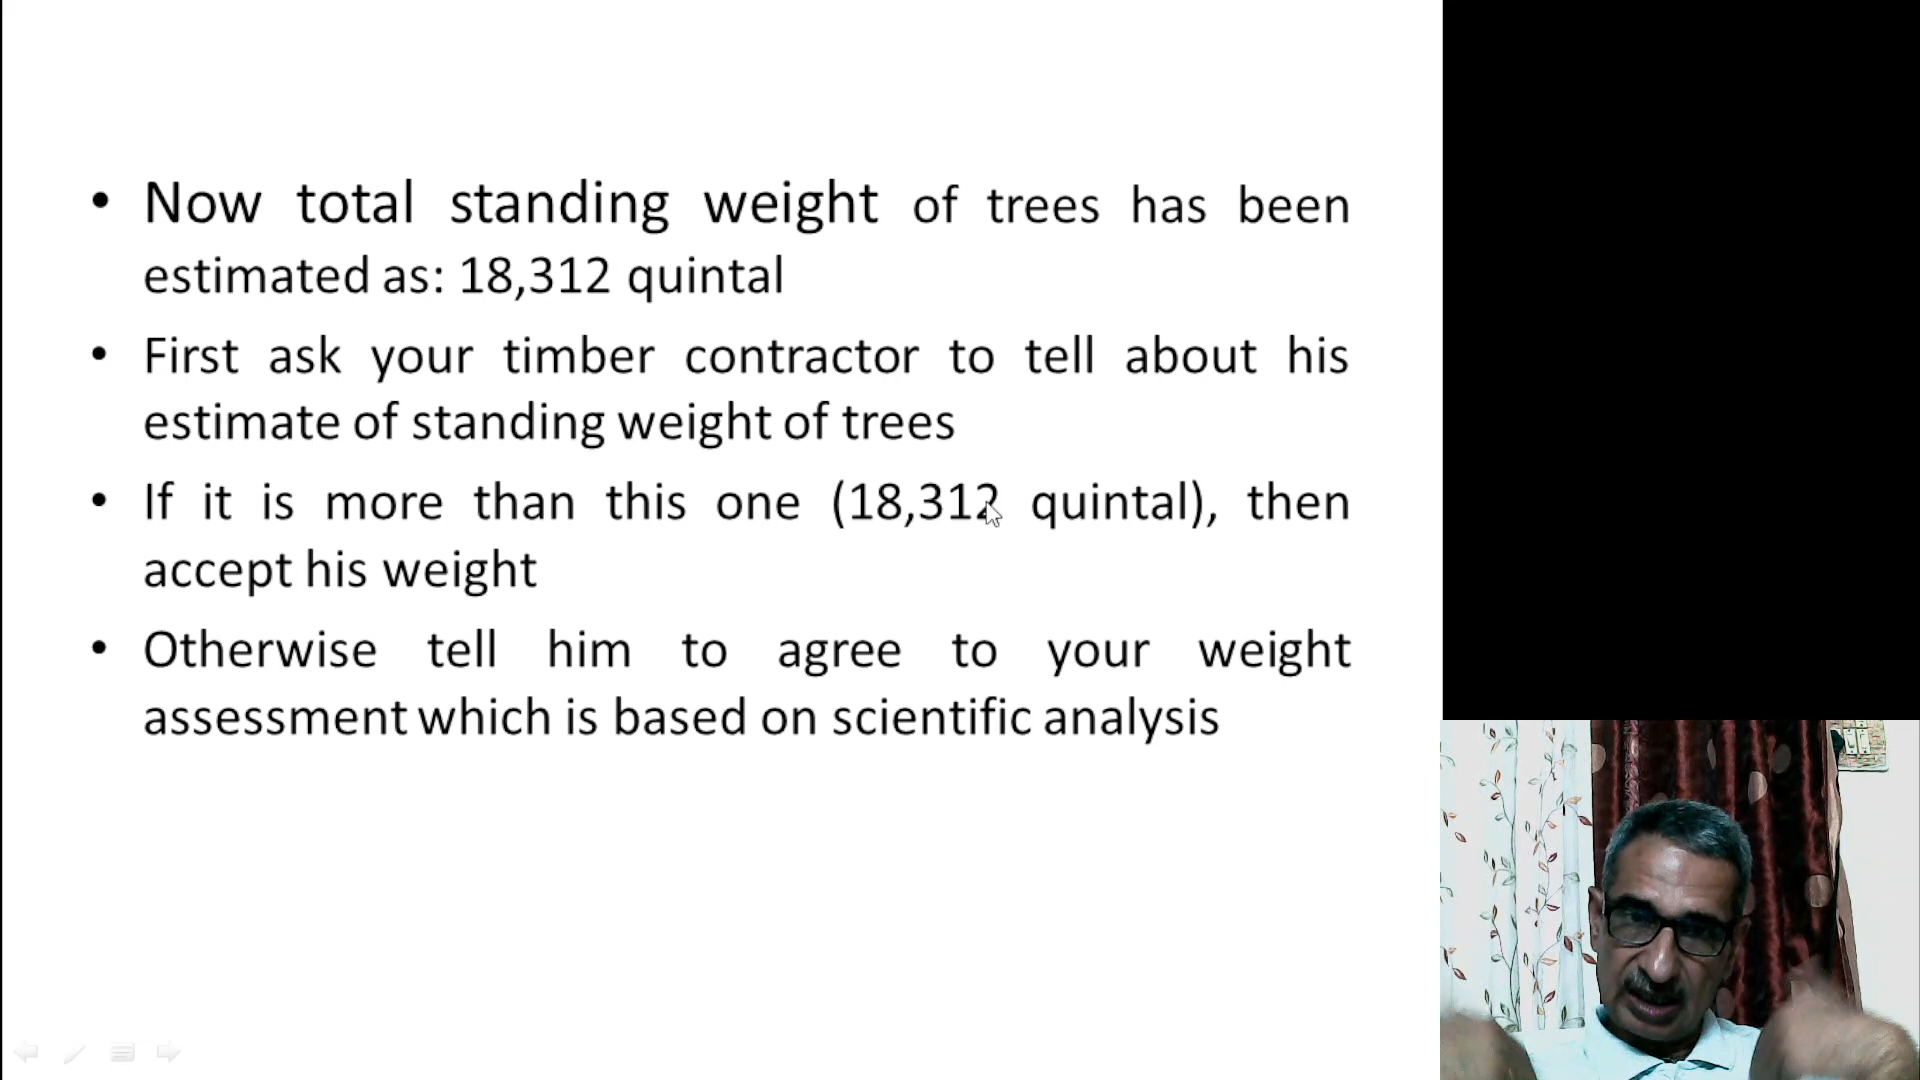 • Now total standing weight of trees has been
estimated as: 18,312 quintal
• First ask your timber contractor to tell about his
estimate of standing weight of trees
• If it is more than this one (18,312 quintal), then
accept his weight
• Otherwise tell him to agree to your weight
assessment which is based on scientific analysis